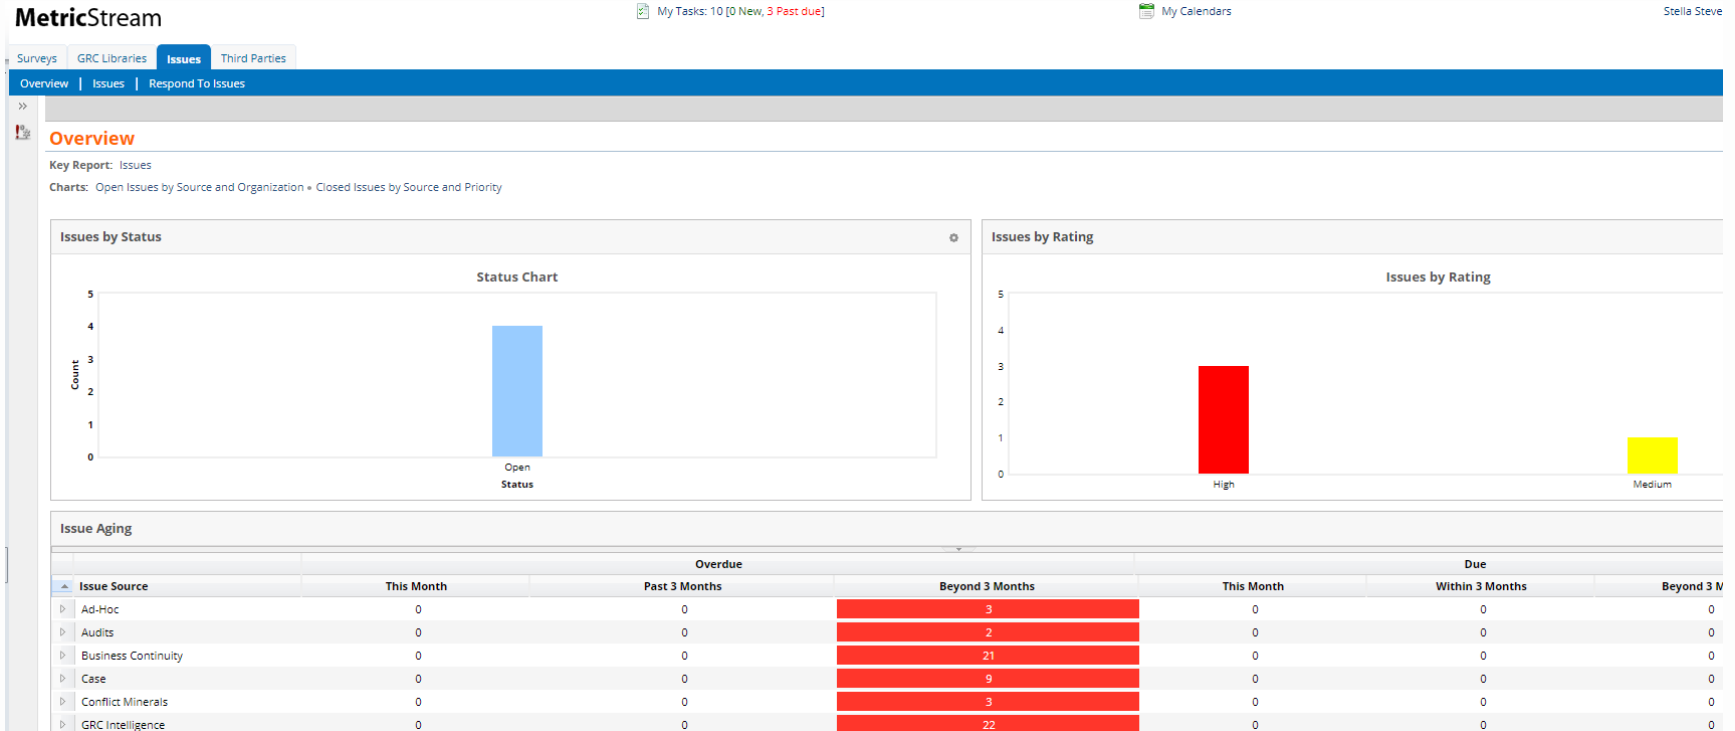 MetricStream
My Tasks: 10 [0 New, 3 Past due]
My Calendars
Stella Steve
Surveys GRC Libraries Issues Third Parties
Overview | Issues | Respond To Issues
Overview
Key Report: Issues
Charts: Open Issues by Source and Organization • Closed Issues by Source and Priority
Issues by Status
Status Chart
5
4
3
2
1
0
Count
Open
Status
Issues by Rating
Issues by Rating
5
4
3
2
1
0
High Medium
Issue Aging
Overdue Due
Issue Source This Month Past 3 Months Beyond 3 Months This Month Within 3 Months Beyond 3 M
Ad-Hoc 0 0 3 0 0 0
Audits 0 0 2 0 0 0
Business Continuity 0 0 21 0 0 0
Case 0 0 9 0 0 0
Conflict Minerals 0 0 3 0 0 0
GRC Intelligence 0 0 22 0 0 0